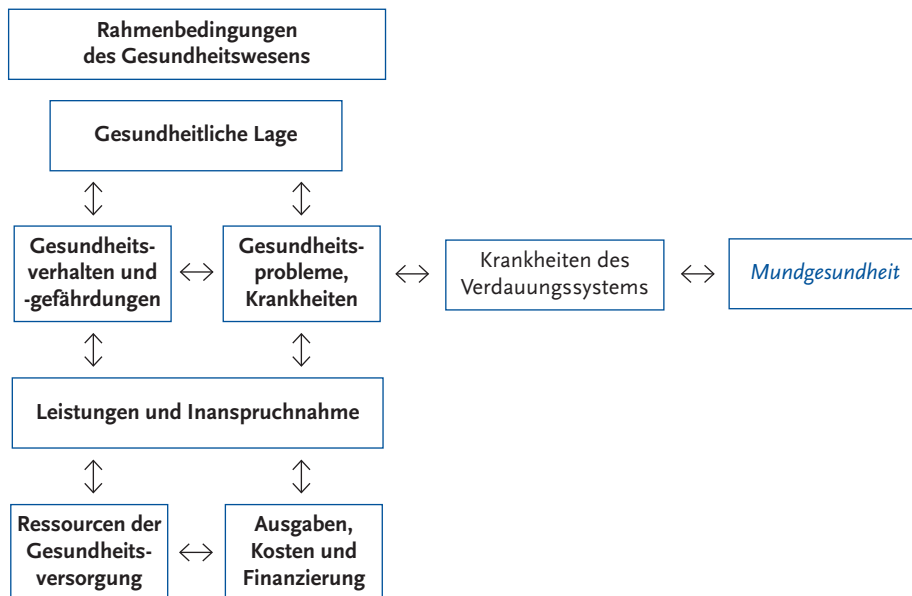 Rahmenbedingungen
des Gesundheitswesens
Gesundheitliche Lage
Gesundheits-
verhalten und
-gefährdungen
Gesundheits-
probleme,
Krankheiten
Krankheiten des
Verdauungssystems
Mundgesundheit
Leistungen und Inanspruchnahme
Ressourcen der
Gesundheits-
versorgung
Ausgaben,
Kosten und
Finanzierung